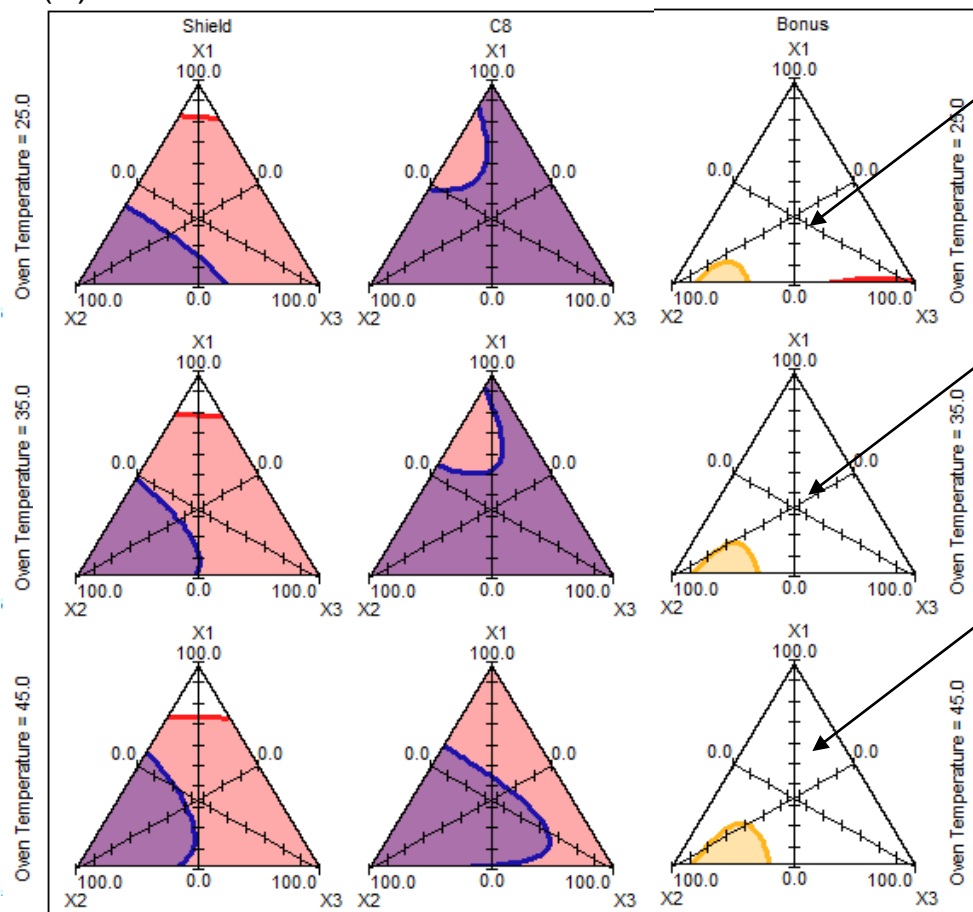 Shield C8 Bonus
X1 X1 X1
100.0 100.0 100.0
Oven Temperature = 25.0
0.0 0.0 0.0 0.0
Oven Temperature = 25.0
100.0 0.0 100.0 100.0 0.0 100.0 100.0 0.0 100.0
X2 X3 X2 X3 X2 X3
X1 X1 X1
100.0 100.0 100.0
Oven Temperature = 35.0
0.0 0.0 0.0 0.0 0.0 0.0
Oven Temperature = 35.0
100.0 0.0 100.0 100.0 0.0 100.0 100.0 0.0 100.0
X2 X3 X2 X3 X2 X3
X1 X1 X1
100.0 100.0 100.0
Oven Temperature = 45.0
0.0 0.0 0.0 0.0 0.0 0.0
Oven Temperature = 45.0
100.0 0.0 100.0 100.0 0.0 100.0 100.0 0.0 100.0
X2 X3 X2 X3 X2 X3